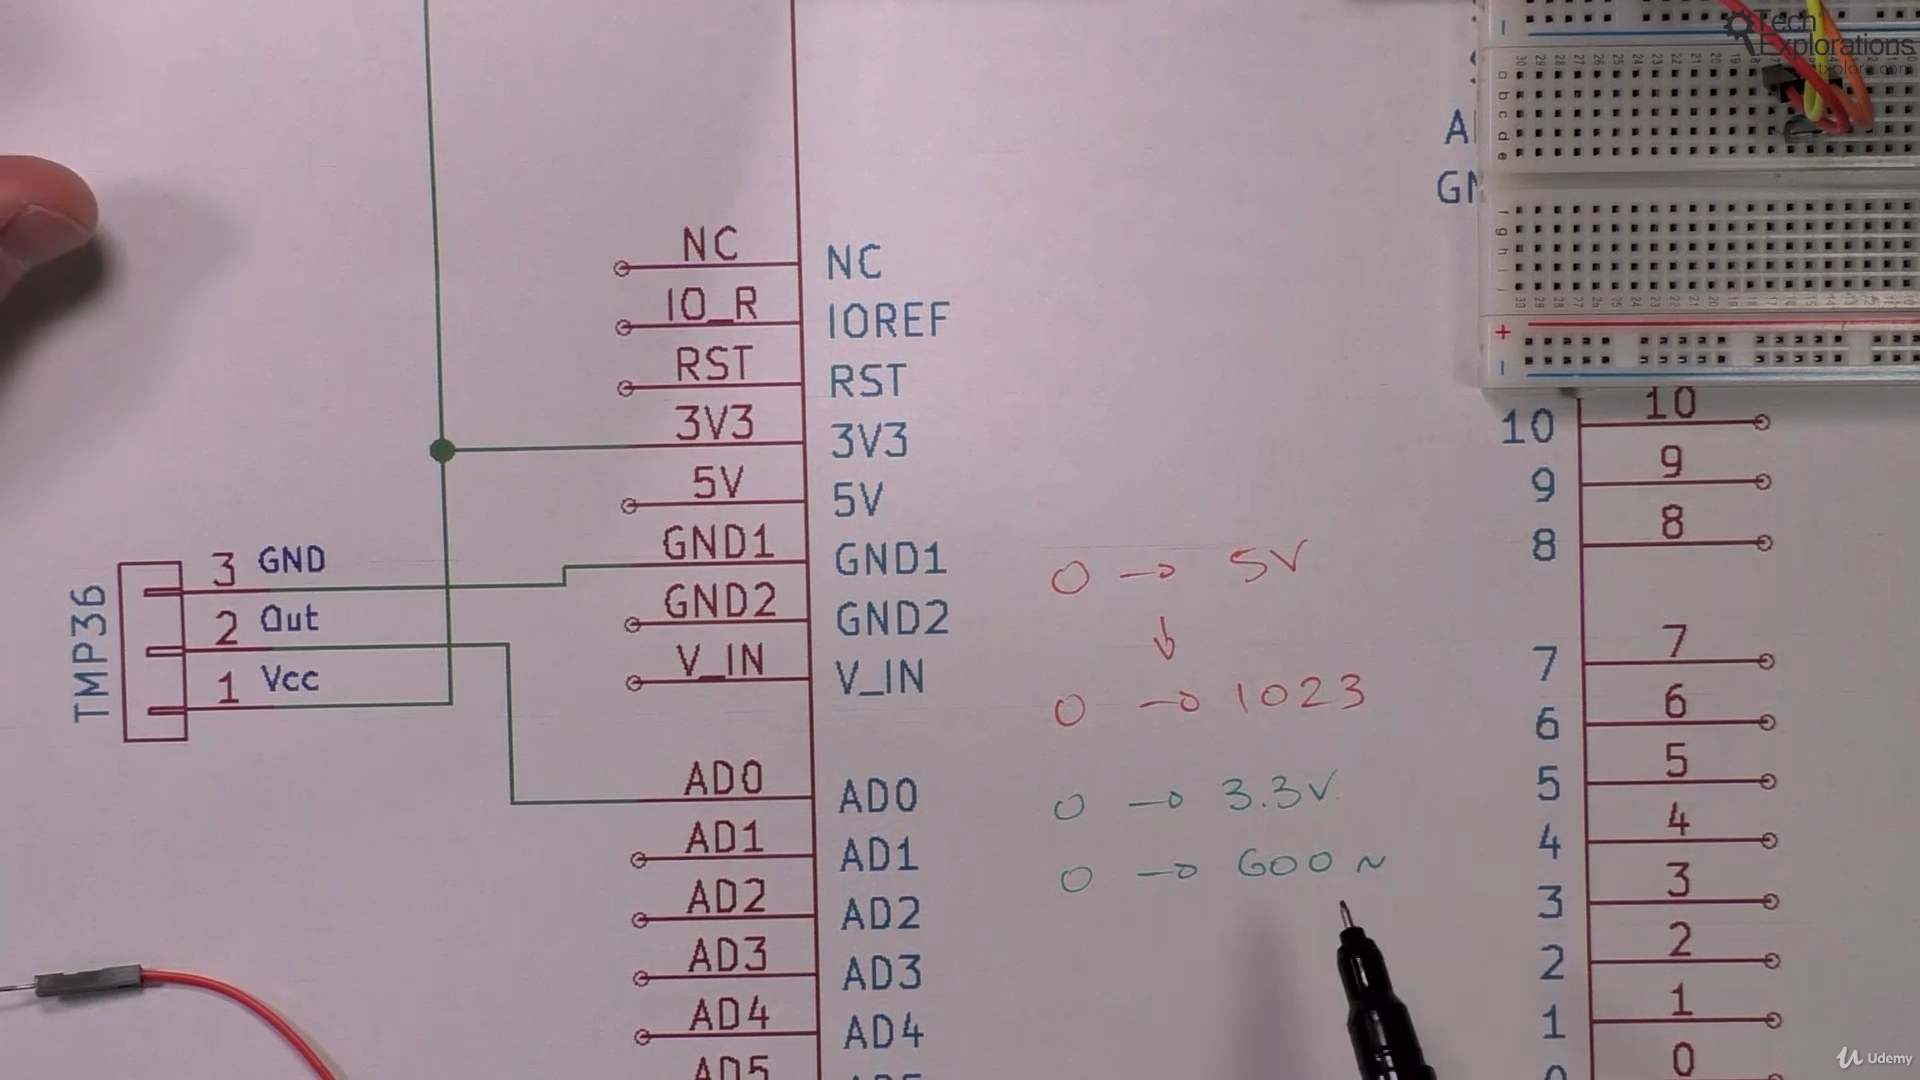 Tech
Explorations
NC
NC
IO_R
IOREF
RST
RST
3V3
3V3
5V
5V
GND1
GND1
GND2
GND2
V_IN
V_IN
TMP36
3 GND
2 Out
1 Vcc
AD0
AD0
AD1
AD1
AD2
AD2
AD3
AD3
AD4
AD4
AD5
0 → 5V
↓
0 → 1023
0 → 3.3V
0 → 600 ~
10 10
9 9
8 8
7 7
6 6
5 5
4 4
3 3
2 2
1 1
0 0
Udemy